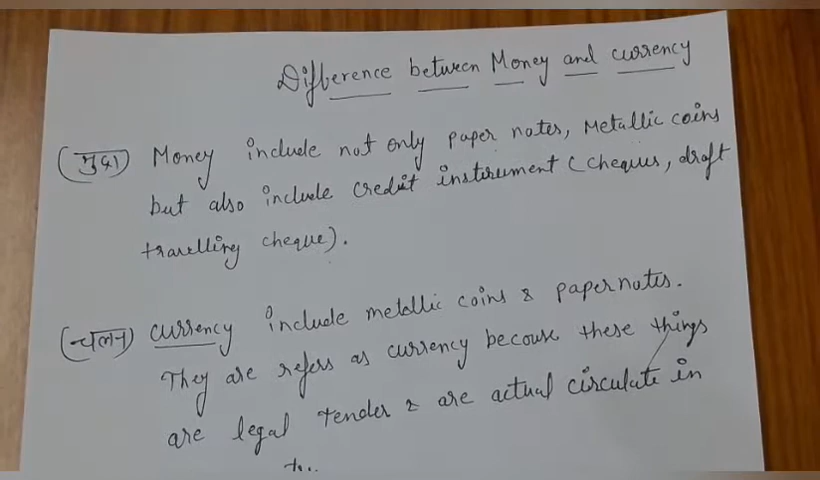 Difference between Money and currency
(मुद्रा) Money include not only paper notes, Metallic coins
but also include credit instrument (cheques, draft
travelling cheque).
(चलन) currency include metallic coins & paper notes.
They are refers as currency becouse these things
are legal tender & are actual circulate in